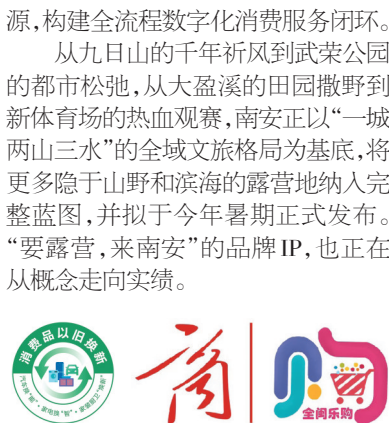 源,构建全流程数字化消费服务闭环。
从九日山的千年祈风到武荣公园
的都市松弛,从大盈溪的田园撒野到
新体育场的热血观赛,南安正以“一城
两山三水”的全域文旅格局为基底,将
更多隐于山野和滨海的露营地纳入完
整蓝图,并拟于今年暑期正式发布。
“要露营,来南安”的品牌IP,也正在
从概念走向实绩。
消费品以旧换新
商
购
全闽乐购